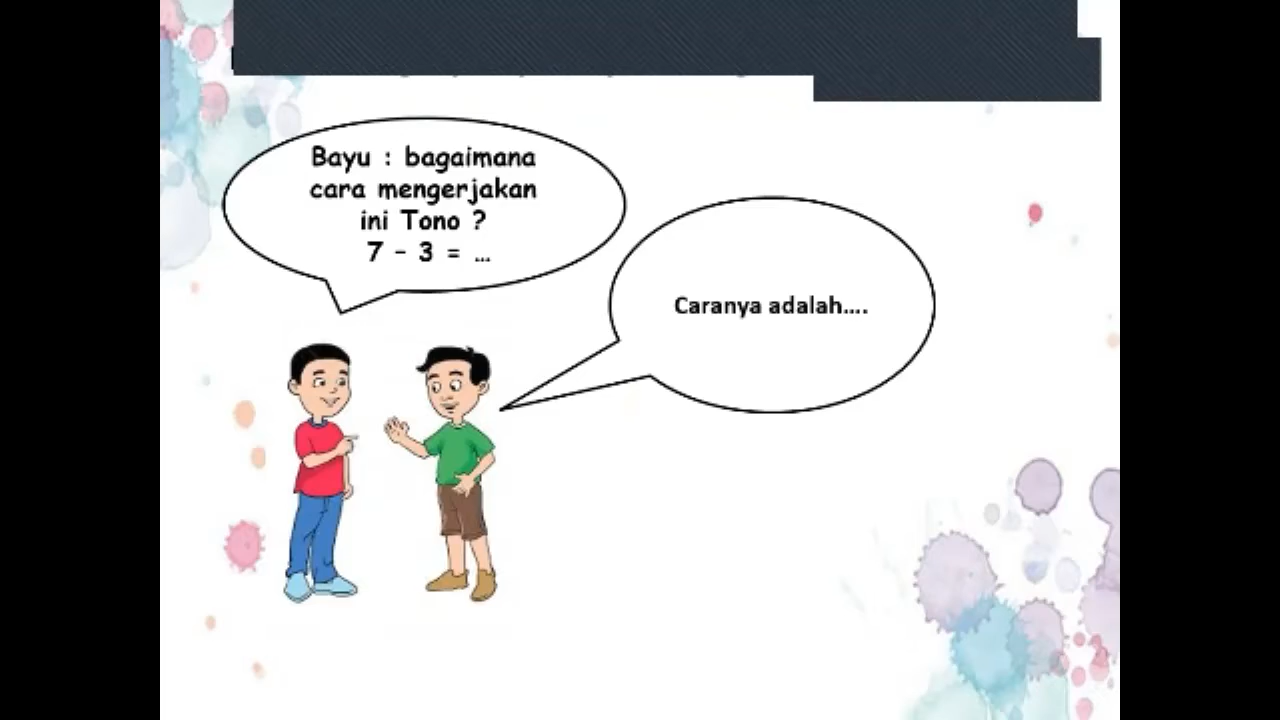 Bayu : bagaimana
cara mengerjakan
ini Tono ?
7 - 3 = ...
Caranya adalah....